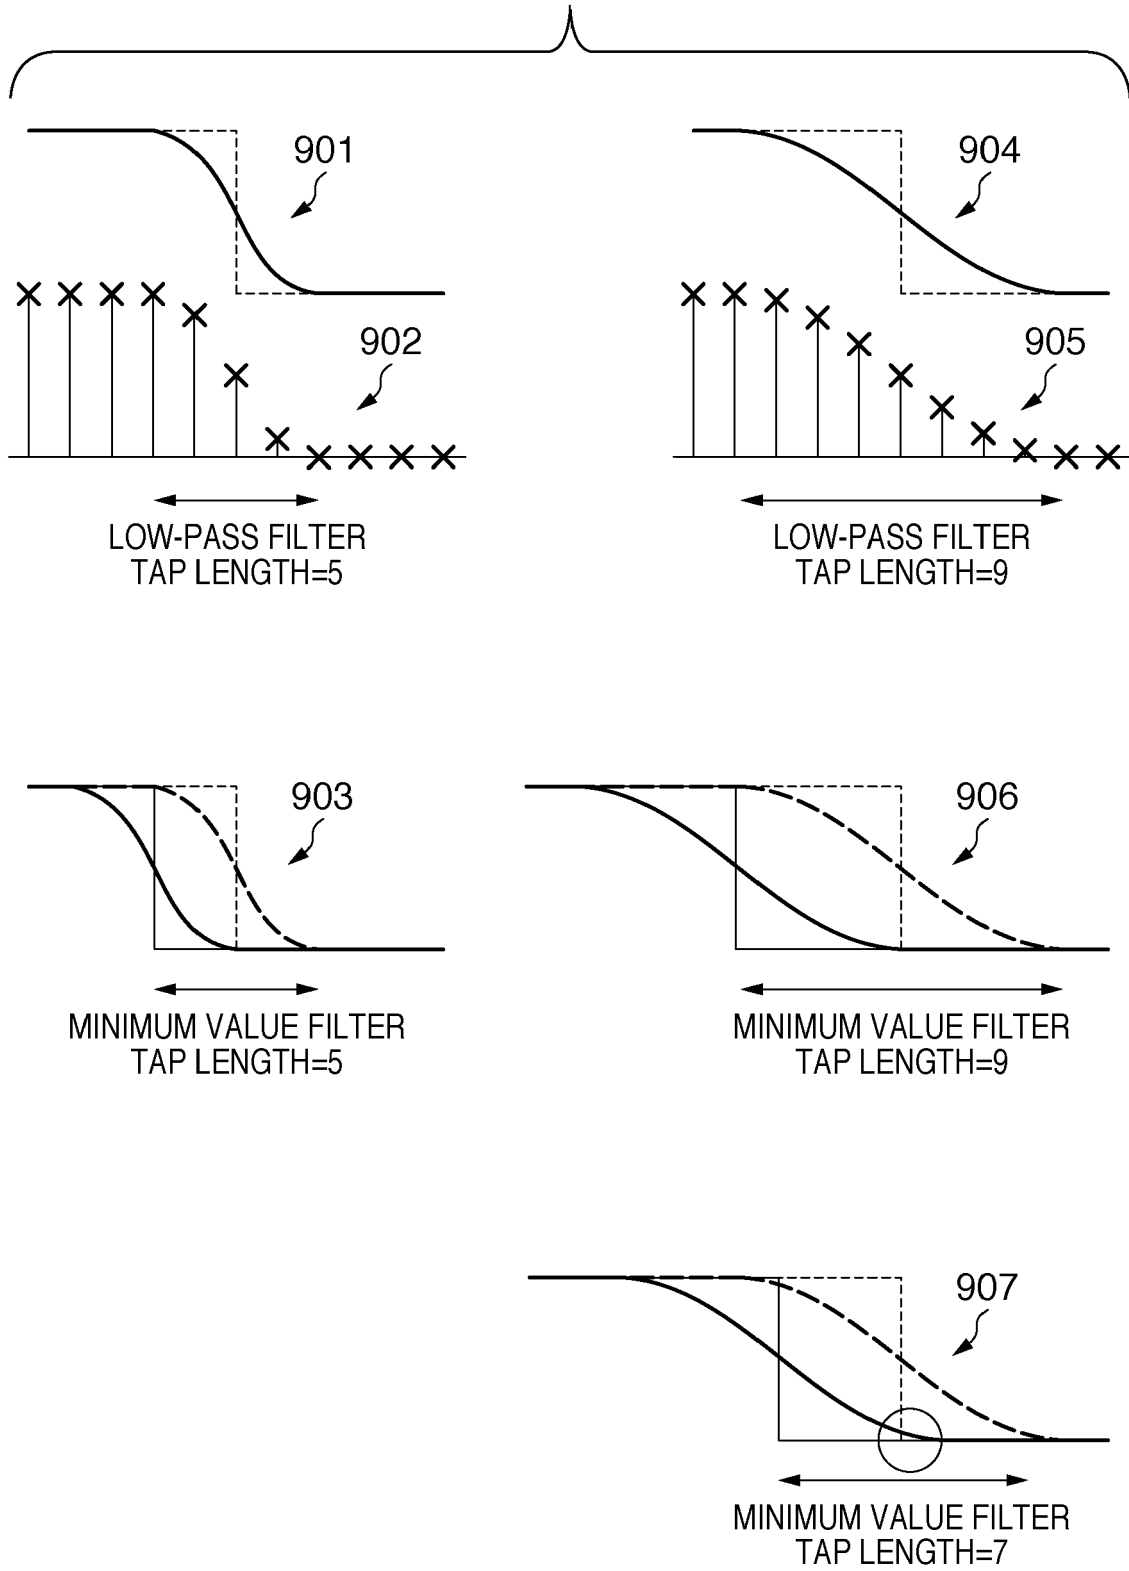 901
904
902
905
LOW-PASS FILTER
TAP LENGTH=5
LOW-PASS FILTER
TAP LENGTH=9
903
906
MINIMUM VALUE FILTER
TAP LENGTH=5
MINIMUM VALUE FILTER
TAP LENGTH=9
907
MINIMUM VALUE FILTER
TAP LENGTH=7